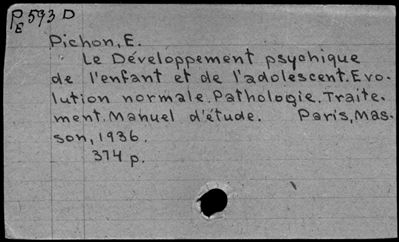 PE 593 D
Pichon, E.
Le Développement psychique
de l'enfant et de l'adolescent. Evo-
lution normale. Pathologie. Traite-
ment. Manuel d'étude. Paris, Mas-
son, 1936.
374 p.